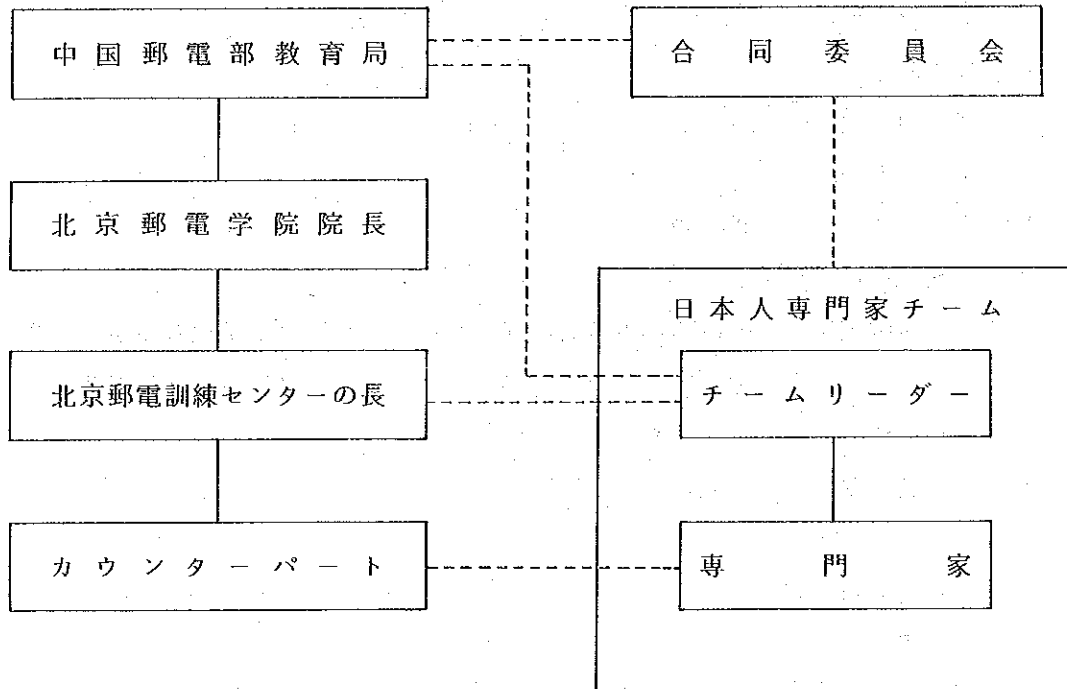 中国郵電部教育局
合同委員会
北京郵電学院院長
日本人専門家チーム
北京郵電訓練センターの長
チームリーダー
カウンターパート
専門家